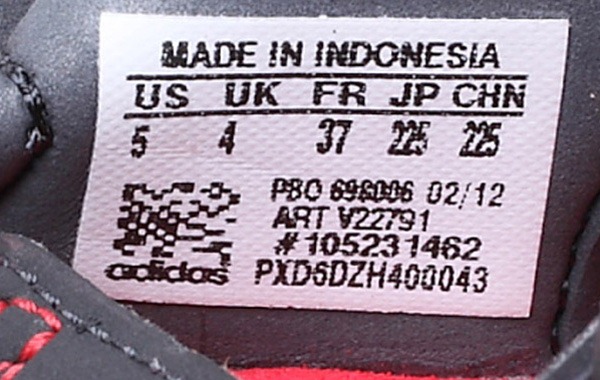 MADE IN INDONESIA
US UK FR JP CHN
5 4 37 225 225
PBO 698006 02/12
ART V22791
#105231462
adidas PXD6DZH400043